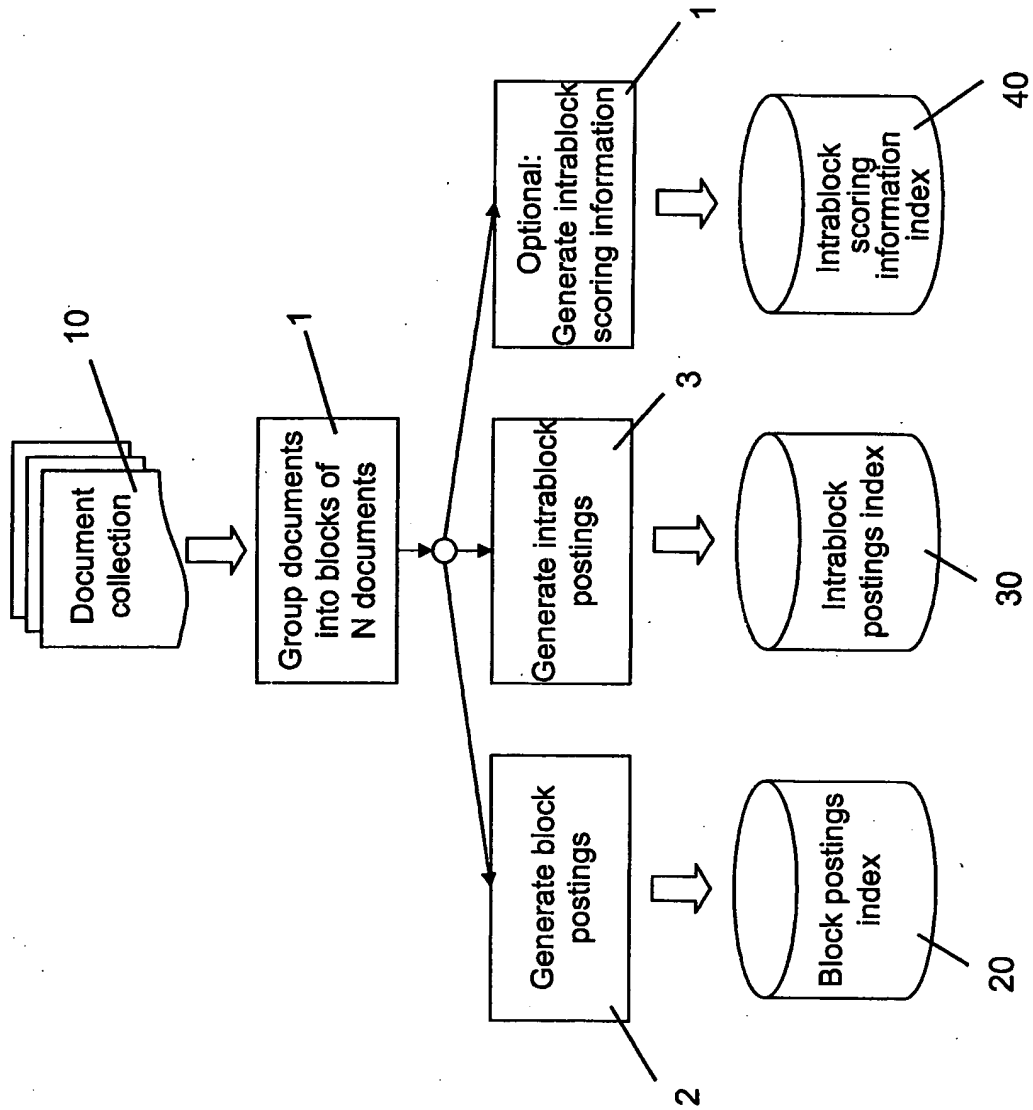 10
Document
collection
1
Group documents
into blocks of
N documents
Generate block
postings
2
Generate intrablock
postings
3
Optional:
Generate intrablock
scoring information
1
Block postings
index
20
Intrablock
postings index
30
Intrablock
scoring
information
index
40